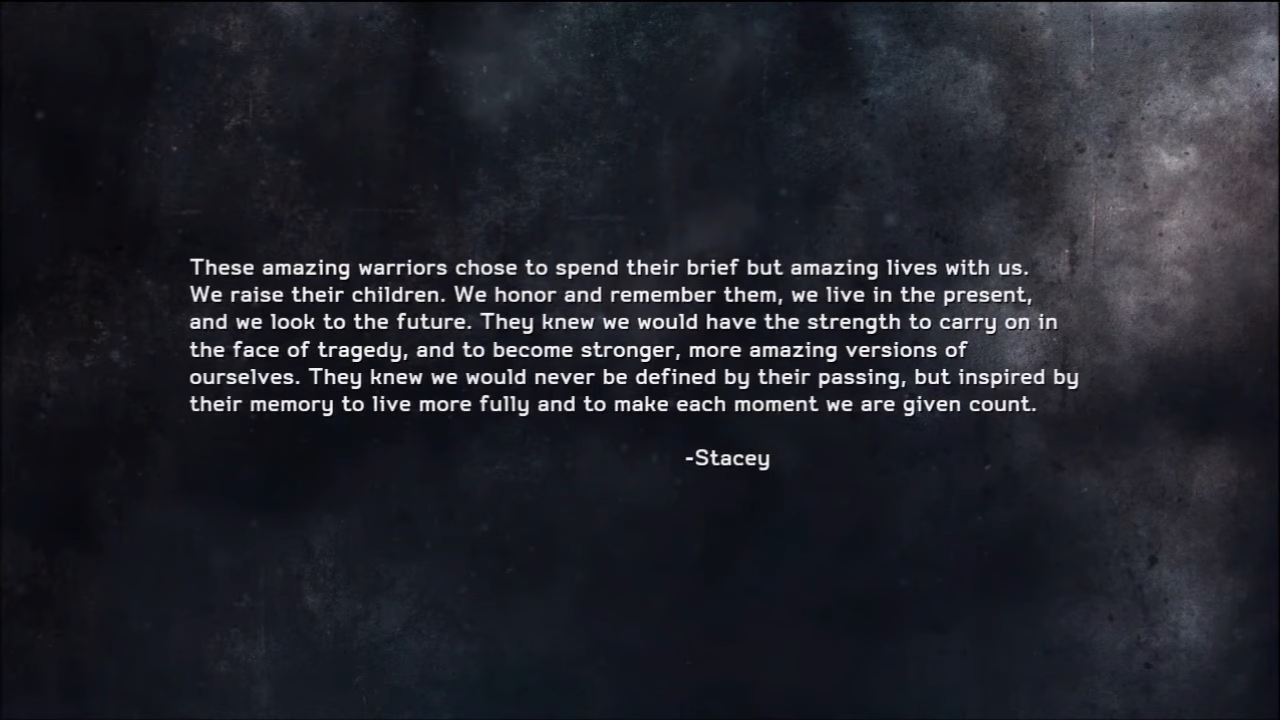 These amazing warriors chose to spend their brief but amazing lives with us.
We raise their children. We honor and remember them, we live in the present,
and we look to the future. They knew we would have the strength to carry on in
the face of tragedy, and to become stronger, more amazing versions of
ourselves. They knew we would never be defined by their passing, but inspired by
their memory to live more fully and to make each moment we are given count.
-Stacey